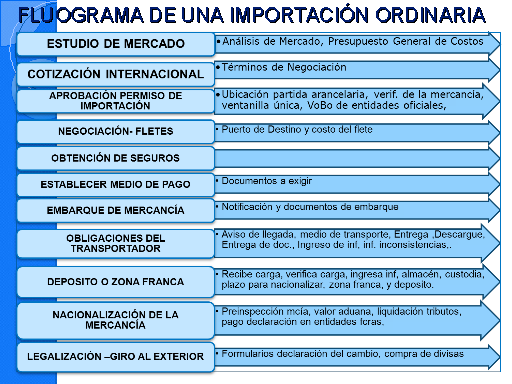 FLUOGRAMA DE UNA IMPORTACIÓN ORDINARIA
ESTUDIO DE MERCADO
•Análisis de Mercado, Presupuesto General de Costos
COTIZACIÓN INTERNACIONAL
•Términos de Negociación
APROBACIÓN PERMISO DE
IMPORTACIÓN
•Ubicación partida arancelaria, verif. de la mercancía,
ventanilla única, VoBo de entidades oficiales,
NEGOCIACIÓN- FLETES
• Puerto de Destino y costo del flete
OBTENCIÓN DE SEGUROS
ESTABLECER MEDIO DE PAGO
• Documentos a exigir
EMBARQUE DE MERCANCÍA
• Notificación y documentos de embarque
OBLIGACIONES DEL
TRANSPORTADOR
• Aviso de llegada, medio de transporte, Entrega ,Descargue,
Entrega de doc., Ingreso de inf, inf. inconsistencias,.
DEPOSITO O ZONA FRANCA
• Recibe carga, verifica carga, ingresa inf, almacén, custodia,
plazo para nacionalizar, zona franca, y deposito.
NACIONALIZACIÓN DE LA
MERCANCÍA
• Preinspección mcía, valor aduana, liquidación tributos,
pago declaración en entidades fcras.
LEGALIZACIÓN –GIRO AL EXTERIOR
• Formularios declaración del cambio, compra de divisas